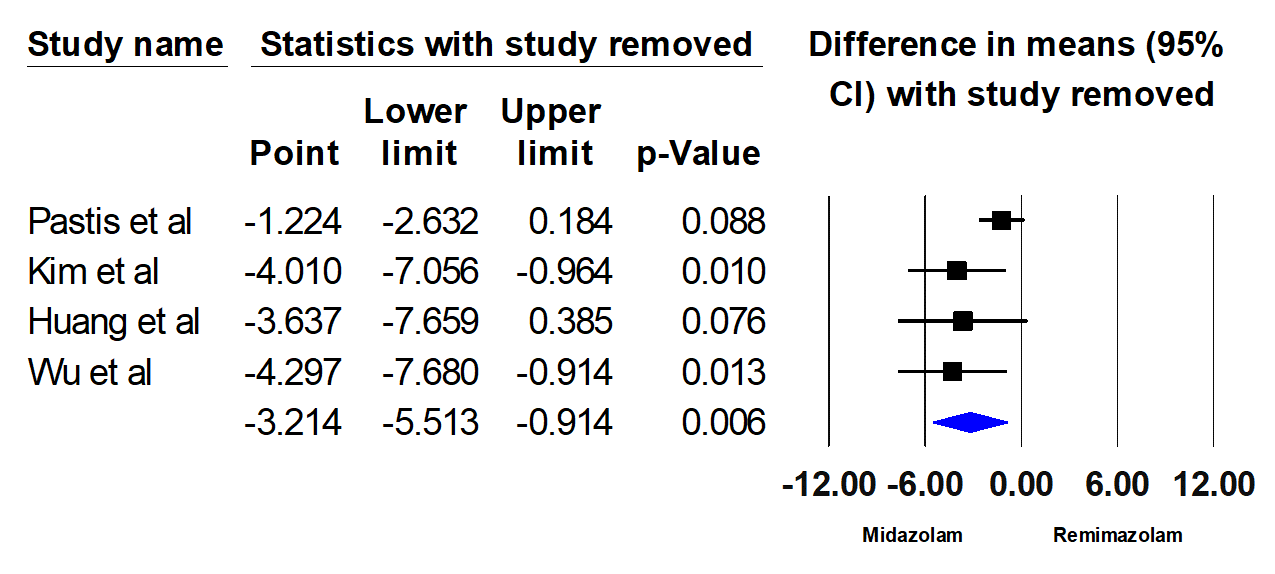 Study name Statistics with study removed Difference in means (95%
CI) with study removed
Lower Upper
Point limit limit p-Value
Pastis et al -1.224 -2.632 0.184 0.088
Kim et al -4.010 -7.056 -0.964 0.010
Huang et al -3.637 -7.659 0.385 0.076
Wu et al -4.297 -7.680 -0.914 0.013
-3.214 -5.513 -0.914 0.006
-12.00 -6.00 0.00 6.00 12.00
Midazolam Remimazolam